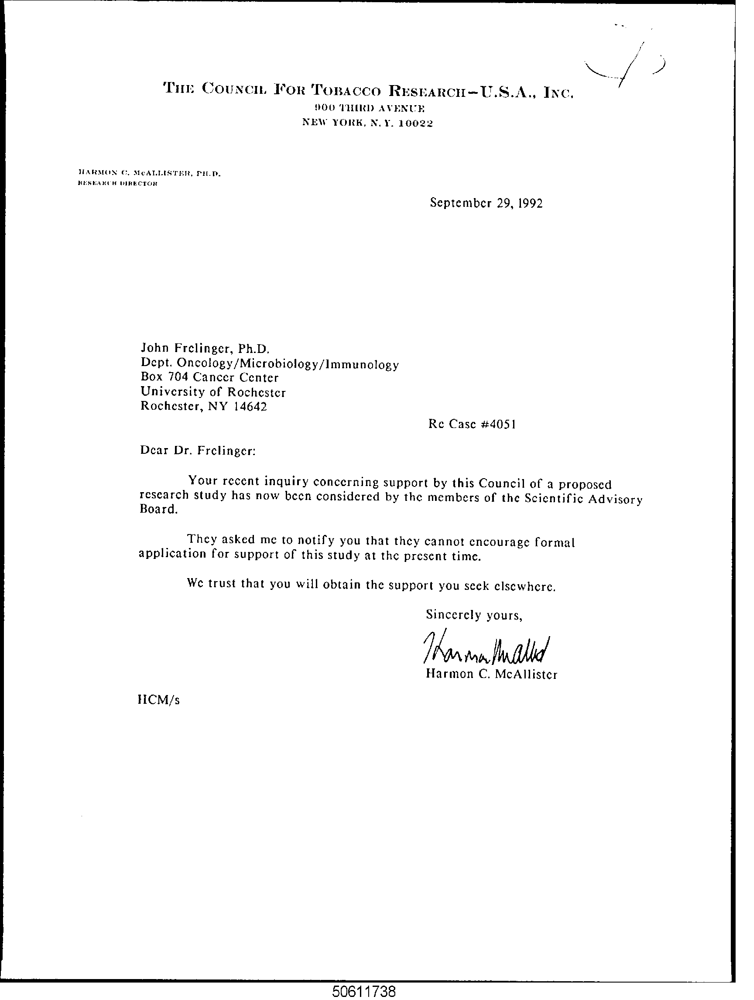 THE COUNCIL FOR TOBACCO RESEARCH-U.S.A., INC.
900 THIRD AVENUE
NEW YORK, N. Y. 10022
HARMON C. McALLISTER, PH.D.
RESEARCH DIRECTOR
September 29, 1992
John Frelinger, Ph.D.
Dept. Oncology/Microbiology/Immunology
Box 704 Cancer Center
University of Rochester
Rochester, NY 14642
Re Case #4051
Dear Dr. Frelinger:
Your recent inquiry concerning support by this Council of a proposed
research study has now been considered by the members of the Scientific Advisory
Board.
They asked me to notify you that they cannot encourage formal
application for support of this study at the present time.
We trust that you will obtain the support you seek elsewhere.
Sincerely yours,
Harmon C. McAllister
HCM/s
50611738